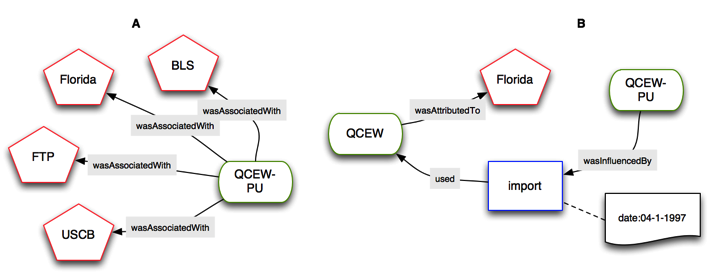 A
B
BLS
Florida
wasAssociatedWith
wasAssociatedWith
FTP
wasAssociatedWith
QCEW-
PU
USCB
wasAssociatedWith
Florida
QCEW-
PU
wasAttributedTo
QCEW
wasInfluencedBy
used
import
date:04-1-1997